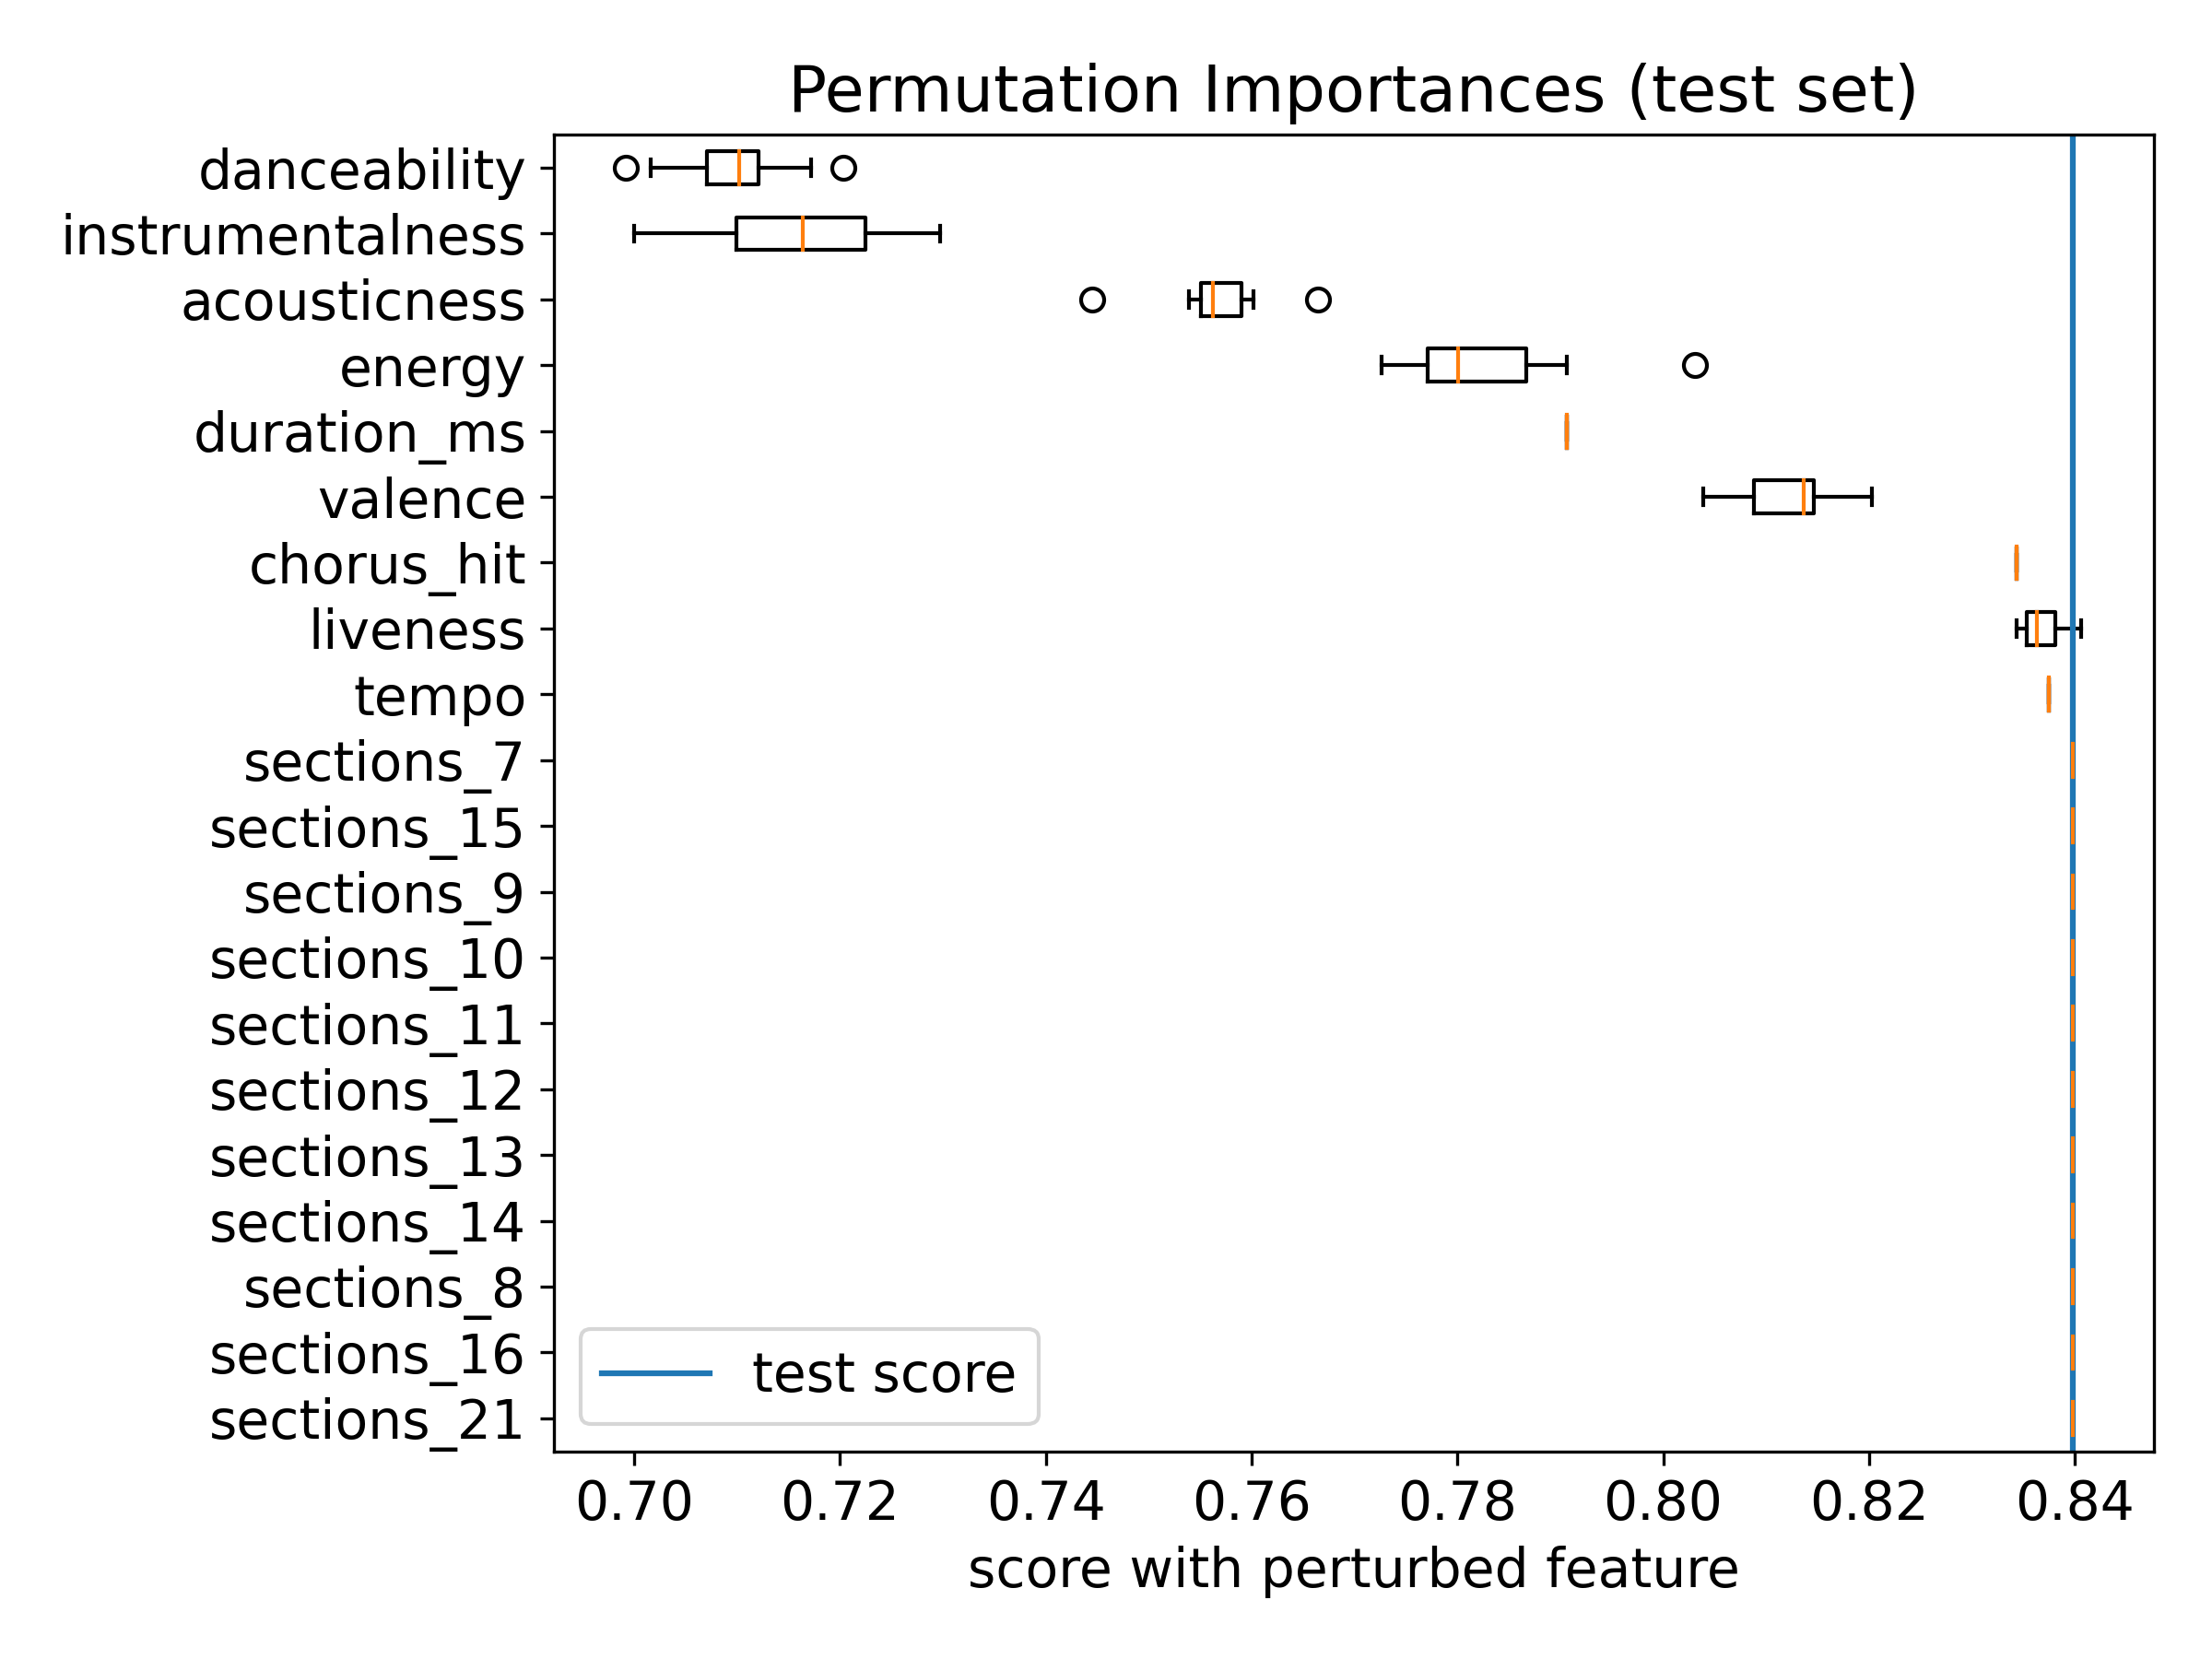 Permutation Importances (test set)
danceability
instrumentalness
acousticness
energy
duration_ms
valence
chorus_hit
liveness
tempo
sections_7
sections_15
sections_9
sections_10
sections_11
sections_12
sections_13
sections_14
sections_8
sections_16
sections_21
test score
0.70 0.72 0.74 0.76 0.78 0.80 0.82 0.84
score with perturbed feature